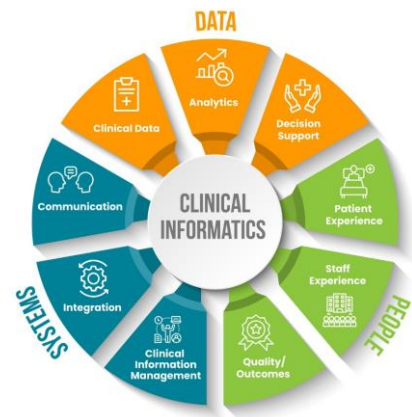 DATA
Analytics
Decision
Support
Patient
Experience
Staff
Experience
PEOPLE
Quality/
Outcomes
Clinical
Information
Management
SYSTEMS
Integration
Communication
Clinical Data
CLINICAL
INFORMATICS